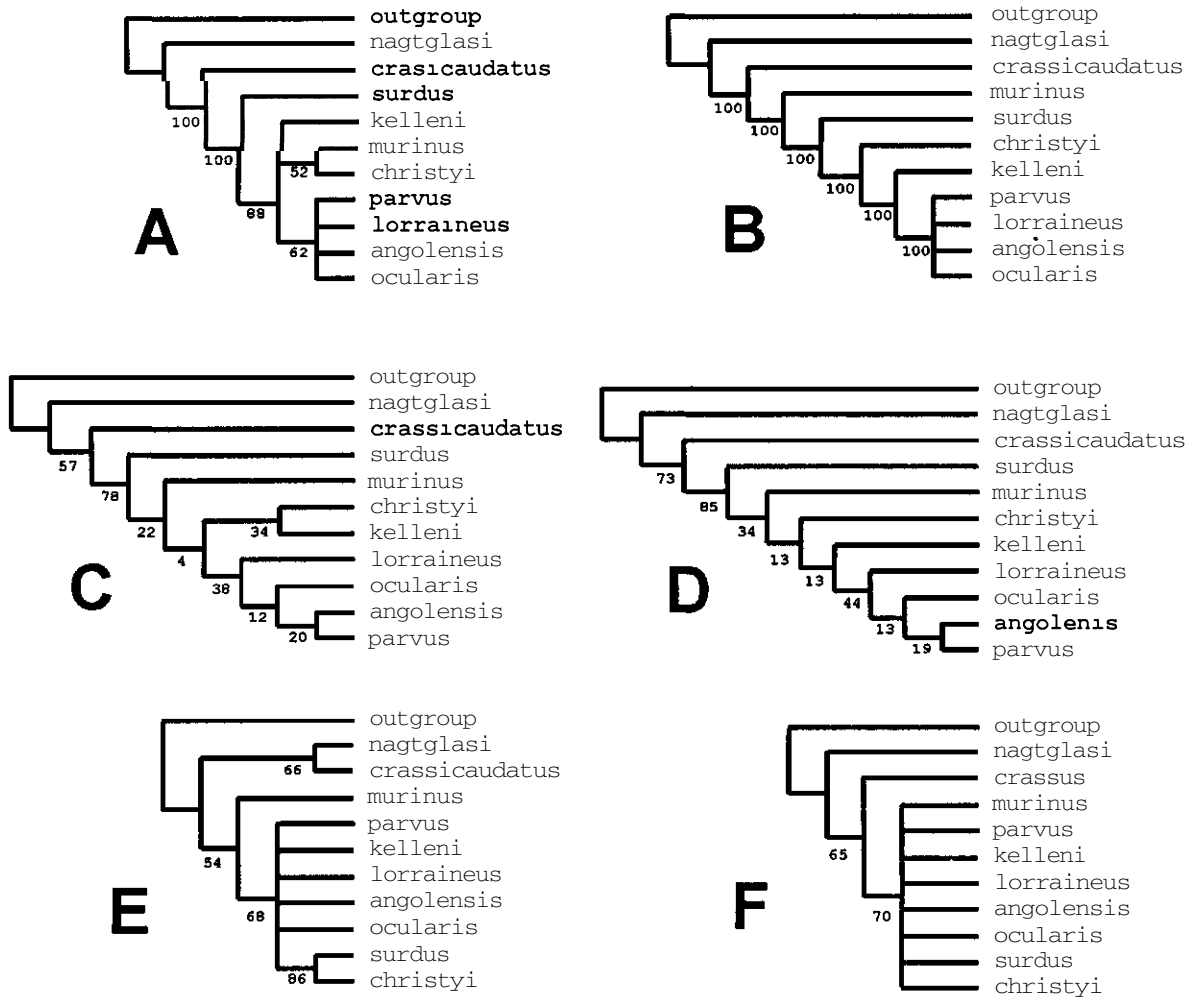 outgroup
nagtglasi
crasıcaudatus
surdus
kelleni
murinus
christyi
parvus
lorraıneus
angolensis
ocularis
100
100
88
52
62
A
outgroup
nagtglasi
crassicaudatus
murinus
surdus
christyi
kelleni
parvus
lorraineus
angolensis
ocularis
100
100
100
100
100
100
B
outgroup
nagtglasi
crassıcaudatus
surdus
murinus
christyi
kelleni
lorraineus
ocularis
angolensis
parvus
57
78
22
4
34
38
12
20
C
outgroup
nagtglasi
crassicaudatus
surdus
murinus
christyi
kelleni
lorraineus
ocularis
angolenıs
parvus
73
85
34
13
13
44
13
19
D
outgroup
nagtglasi
crassicaudatus
murinus
parvus
kelleni
lorraineus
angolensis
ocularis
surdus
christyi
66
54
68
86
E
outgroup
nagtglasi
crassus
murinus
parvus
kelleni
lorraineus
angolensis
ocularis
surdus
christyi
65
70
F